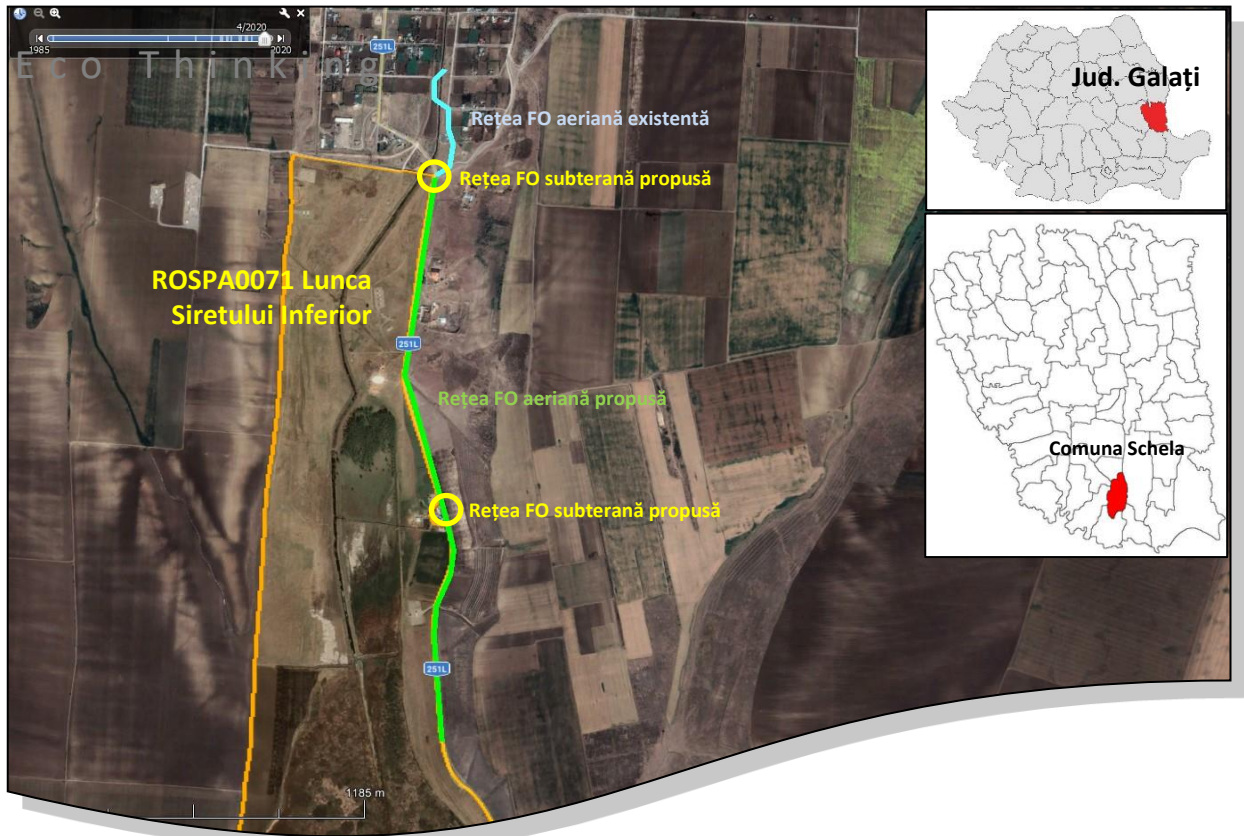 4/2020
1985
2020
Eco Thinking
251L
Rețea FO aeriană existentă
Rețea FO subterană propusă
ROSPA0071 Lunca
Siretului Inferior
251L
Rețea FO aeriană propusă
Rețea FO subterană propusă
251L
1185 m
Jud. Galați
Comuna Schela